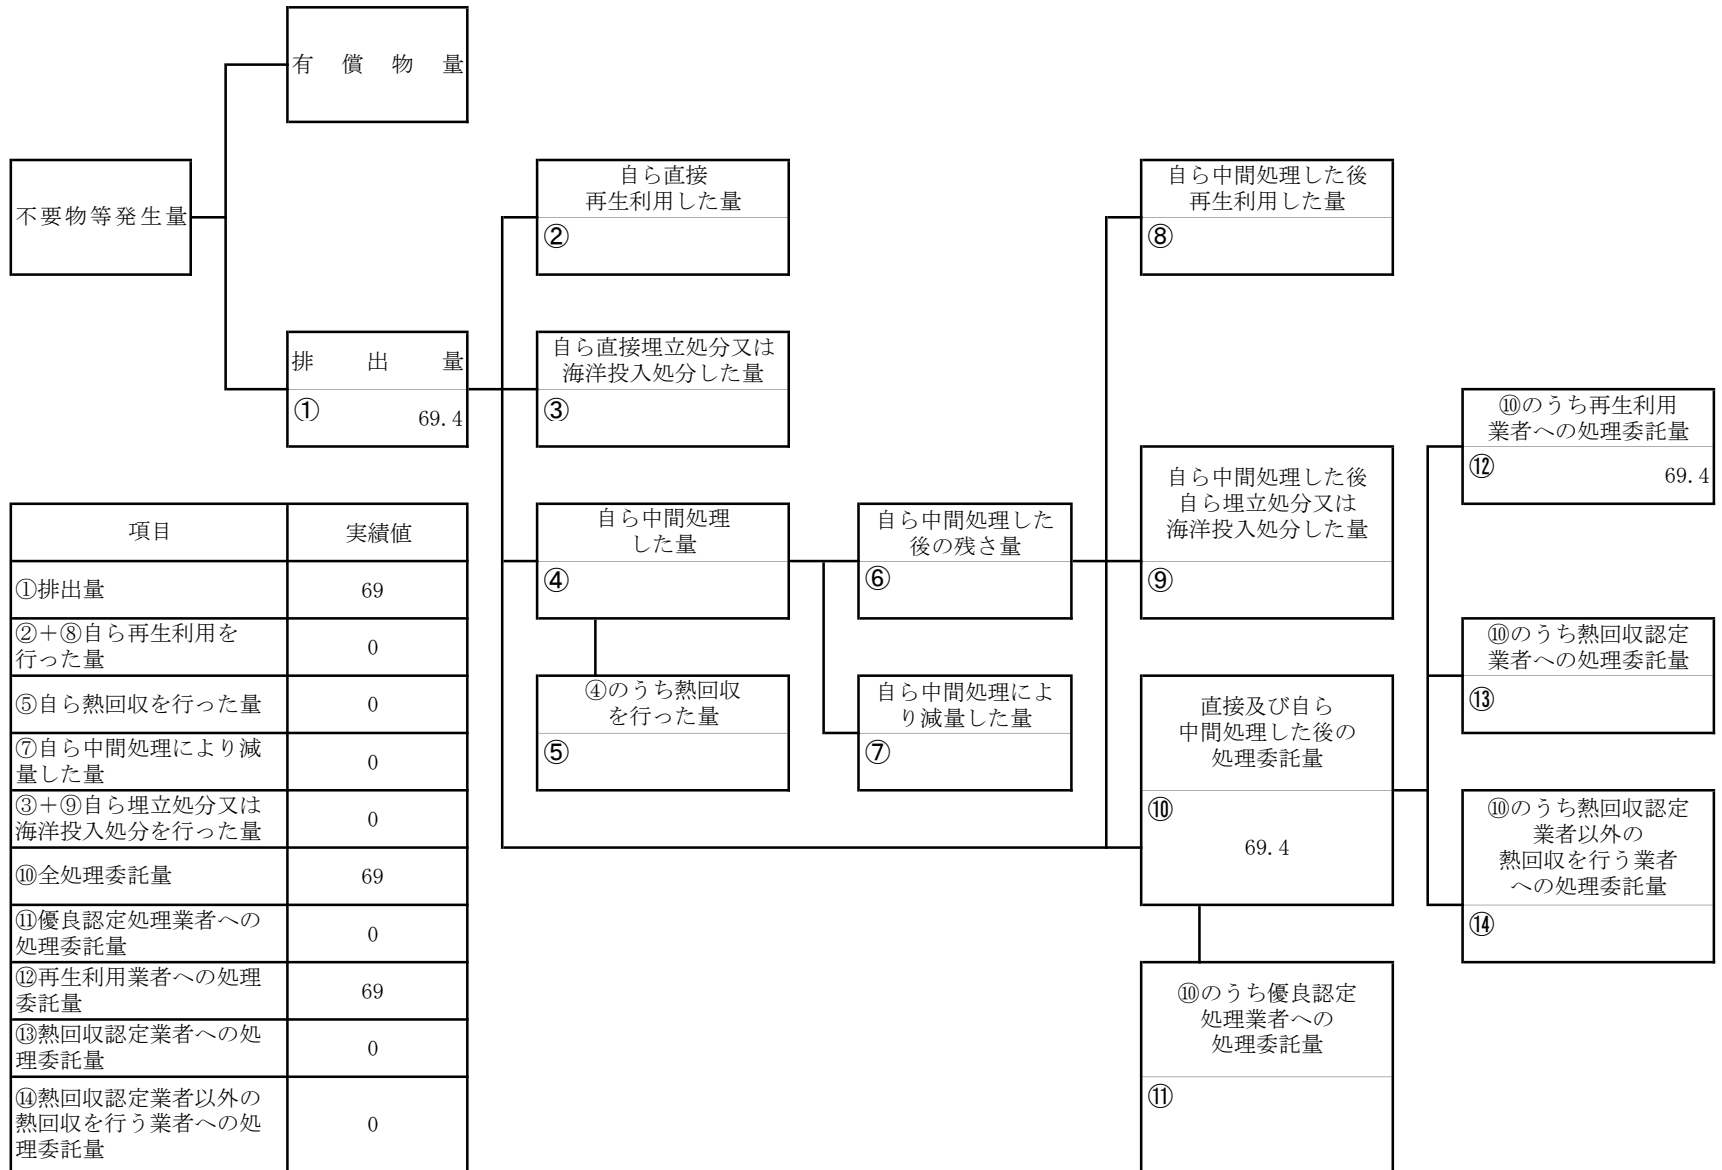 有償物量
不要物等発生量
排出量
①
69.4
自ら直接
再生利用した量
②
自ら直接埋立処分又は
海洋投入処分した量
③
自ら中間処理
した量
④
④のうち熱回収
を行った量
⑤
自ら中間処理した
後の残さ量
⑥
自ら中間処理によ
り減量した量
⑦
自ら中間処理した後
再生利用した量
⑧
自ら中間処理した後
自ら埋立処分又は
海洋投入処分した量
⑨
直接及び自ら
中間処理した後の
処理委託量
⑩
69.4
⑩のうち優良認定
処理業者への
処理委託量
⑪
⑩のうち再生利用
業者への処理委託量
⑫
69.4
⑩のうち熱回収認定
業者への処理委託量
⑬
⑩のうち熱回収認定
業者以外の
熱回収を行う業者
への処理委託量
⑭
項目 実績値
①排出量 69
②＋⑧自ら再生利用を
行った量 0
⑤自ら熱回収を行った量 0
⑦自ら中間処理により減
量した量 0
③＋⑨自ら埋立処分又は
海洋投入処分を行った量 0
⑩全処理委託量 69
⑪優良認定処理業者への
処理委託量 0
⑫再生利用業者への処理
委託量 69
⑬熱回収認定業者への処
理委託量 0
⑭熱回収認定業者以外の
熱回収を行う業者への処
理委託量 0